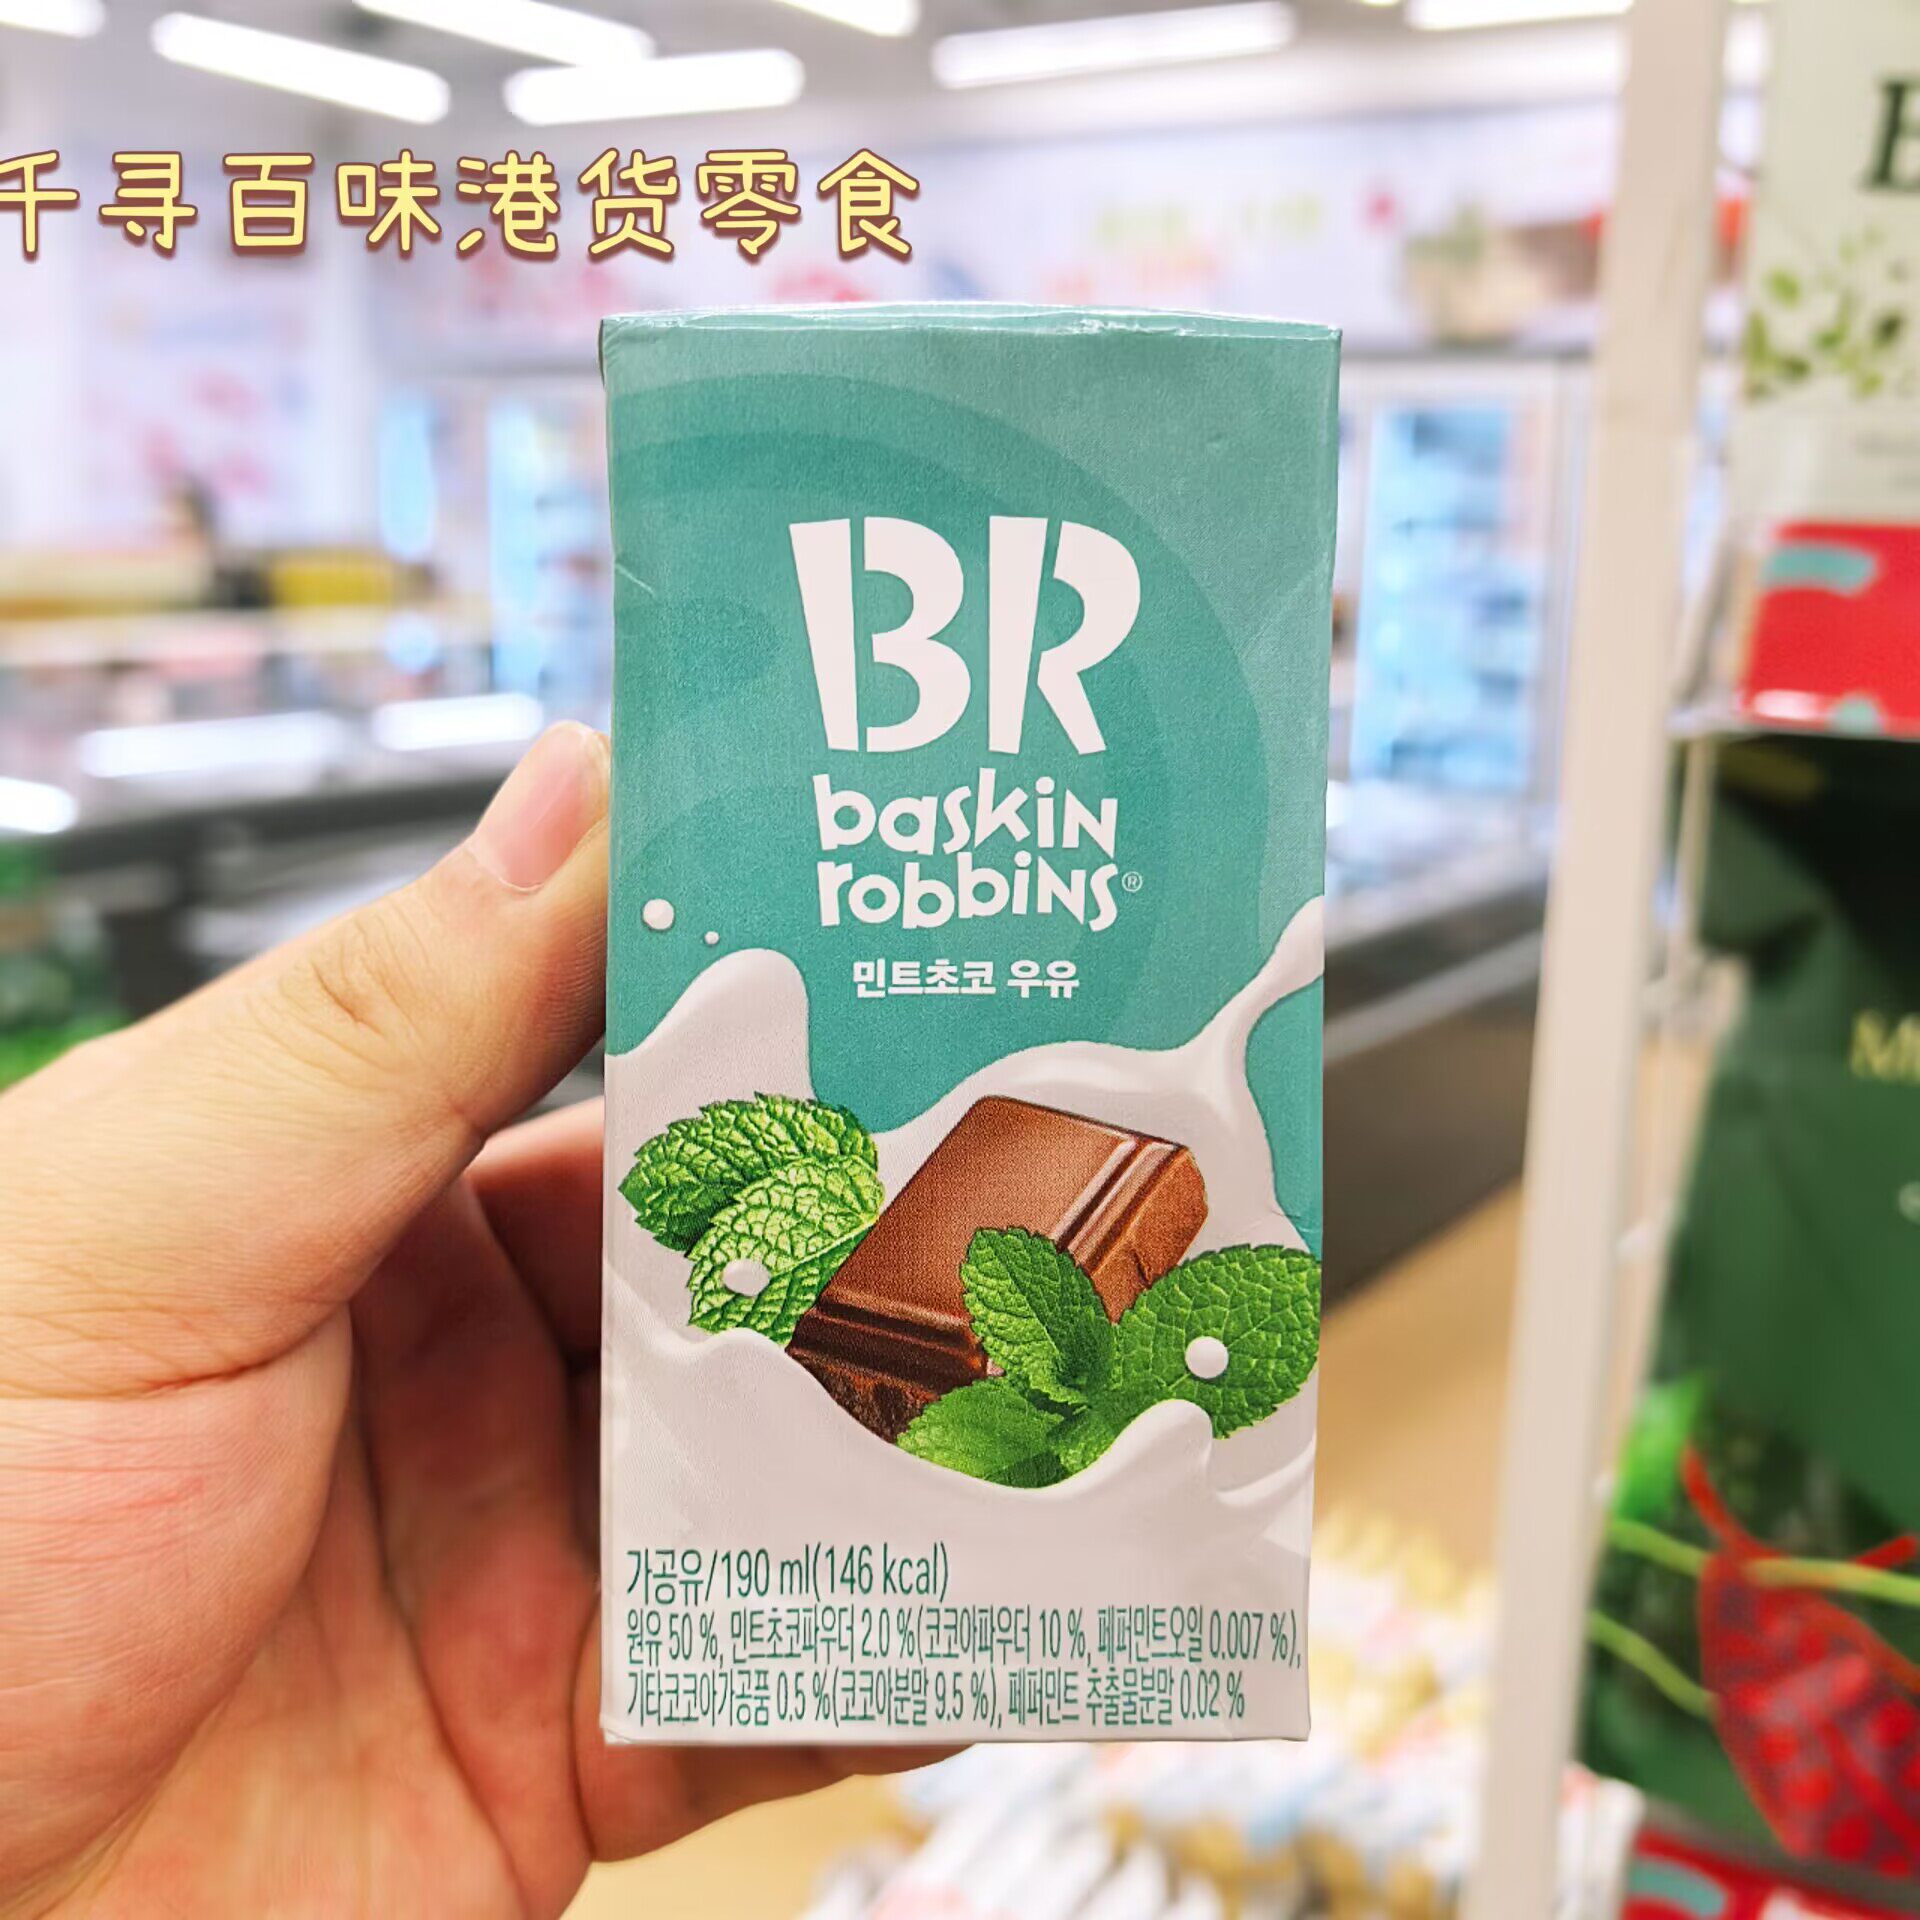 千寻百味港货零食
BR
baskin
robbins®
민트초코 우유
가공유/190 ml(146 kcal)
원유 50 %, 민트초코파우더 2.0 %(코코아파우더 10 %, 페퍼민트오일 0.007 %),
기타코코아가공품 0.5 %(코코아분말 9.5 %), 페퍼민트 추출물분말 0.02 %